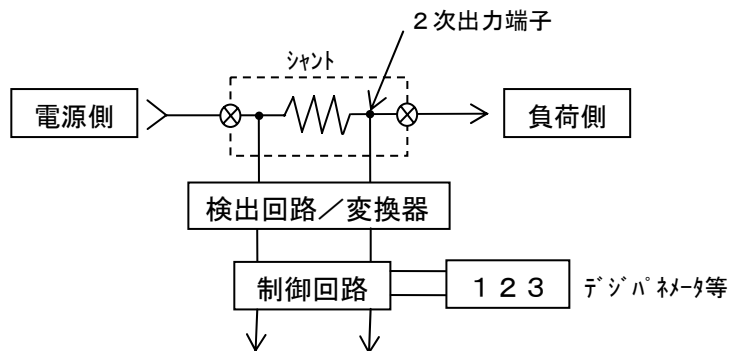 ２次出力端子
ｼｬﾝﾄ
電源側
負荷側
検出回路／変換器
制御回路
１２３
ﾃﾞｼﾞﾊﾟﾈﾒｰﾀ等